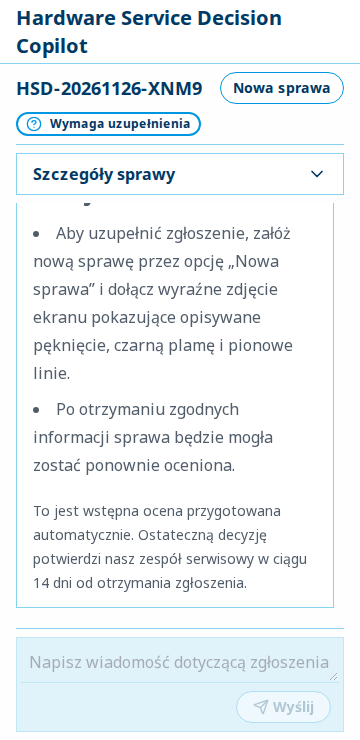 Hardware Service Decision
Copilot
HSD-20261126-XNM9
Nowa sprawa
Wymaga uzupełnienia
Szczegóły sprawy
Aby uzupełnić zgłoszenie, załóż
nową sprawę przez opcję „Nowa
sprawa” i dołącz wyraźne zdjęcie
ekranu pokazujące opisywane
pęknięcie, czarną plamę i pionowe
linie.
Po otrzymaniu zgodnych
informacji sprawa będzie mogła
zostać ponownie oceniona.
To jest wstępna ocena przygotowana
automatycznie. Ostateczną decyzję
potwierdzi nasz zespół serwisowy w ciągu
14 dni od otrzymania zgłoszenia.
Napisz wiadomość dotyczącą zgłoszenia
Wyślij